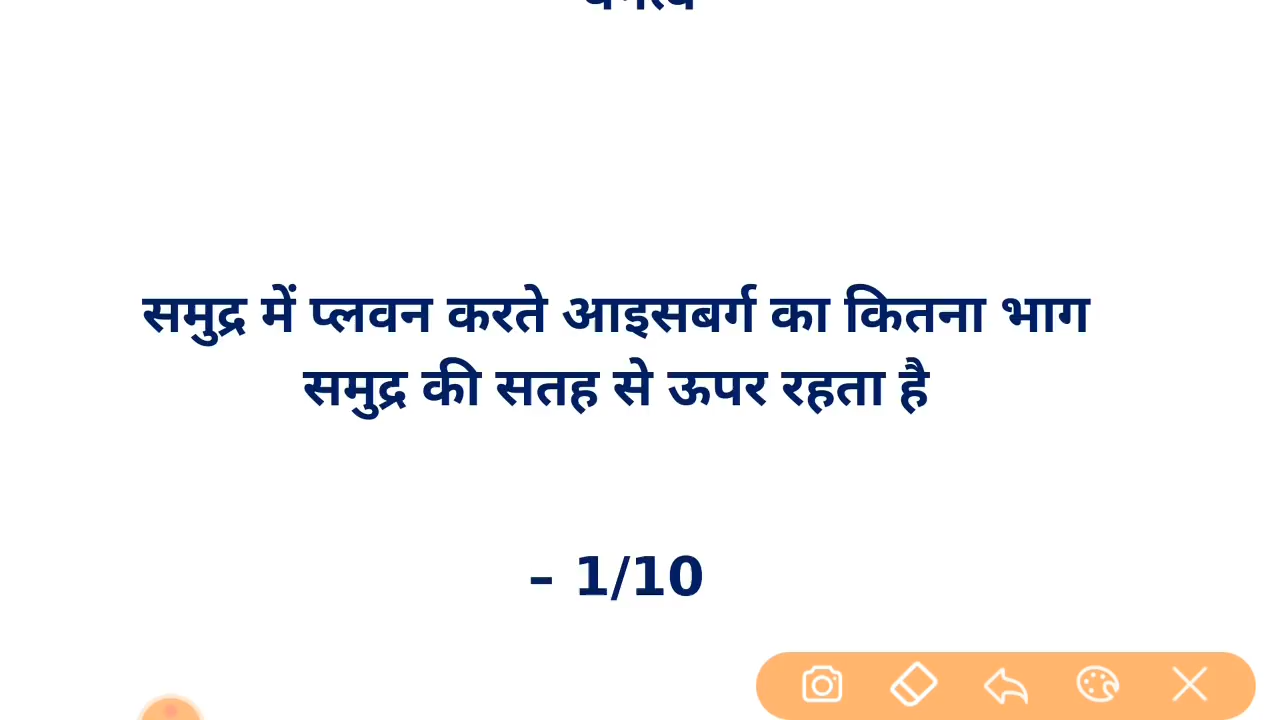 समुद्र में प्लवन करते आइसबर्ग का कितना भाग
समुद्र की सतह से ऊपर रहता है
– 1/10